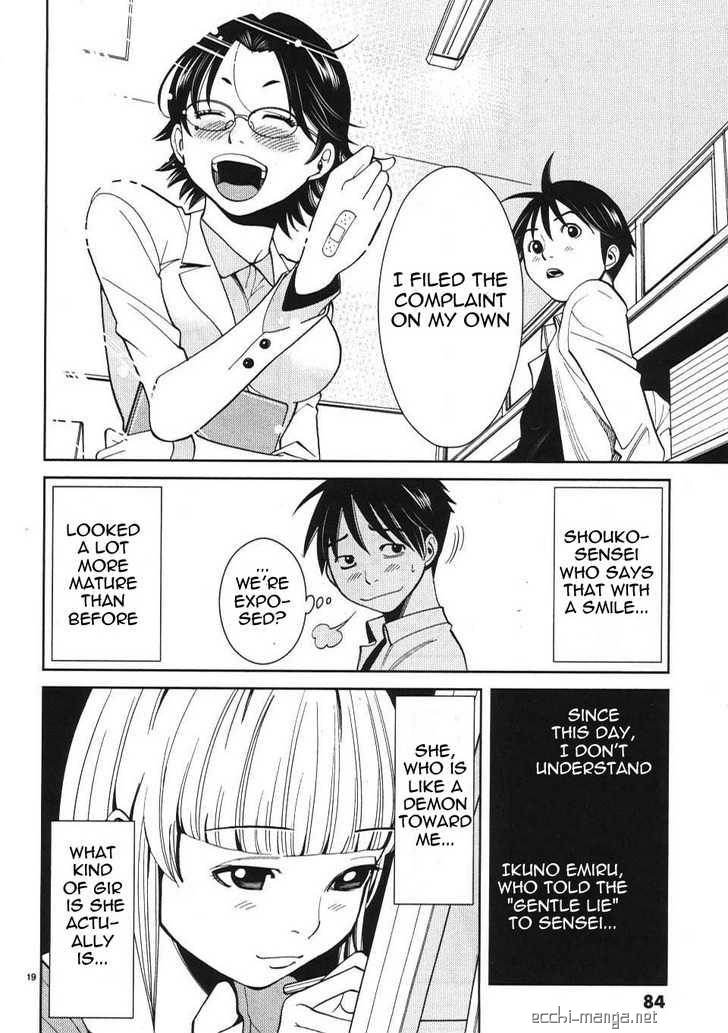 I FILED THE
COMPLAINT
ON MY OWN
SHOUKO-
SENSEI
WHO SAYS
THAT WITH
A SMILE...
...
WE'RE
EXPO-
SED?
LOOKED
A LOT
MORE
MATURE
THAN
BEFORE
SINCE
THIS DAY,
I DON'T
UNDERSTAND
IKUNO EMIRU,
WHO TOLD THE
"GENTLE LIE"
TO SENSEI...
SHE,
WHO IS
LIKE A
DEMON
TOWARD
ME...
WHAT
KIND
OF GIR
IS SHE
ACTU-
ALLY
IS...
19
84
ecchi-manga.net